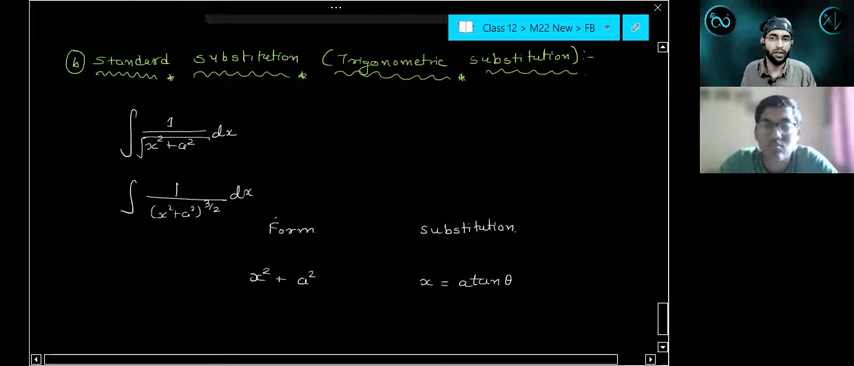 Class 12 > M22 New > FB
(b) Standard substitution (Trigonometric substitution):-
∫ 1/√(x² + a²) dx
∫ 1/(x²+a²)^(3/2) dx
Form substitution.
x² + a² x = a tan θ